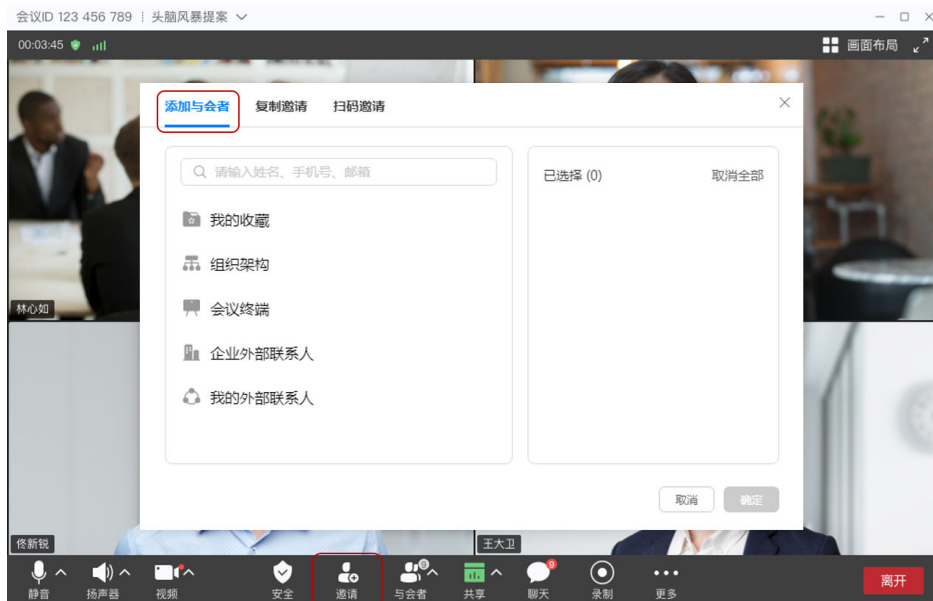 会议ID 123 456 789 | 头脑风暴提案
00:03:45 画面布局
添加与会者 复制邀请 扫码邀请
请输入姓名、手机号、邮箱
已选择 (0) 取消全部
我的收藏
组织架构
会议终端
企业外部联系人
我的外部联系人
林心如
取消 确定
佟新锐 王大卫
9 9
静音 扬声器 视频 安全 邀请 与会者 共享 聊天 录制 更多 离开